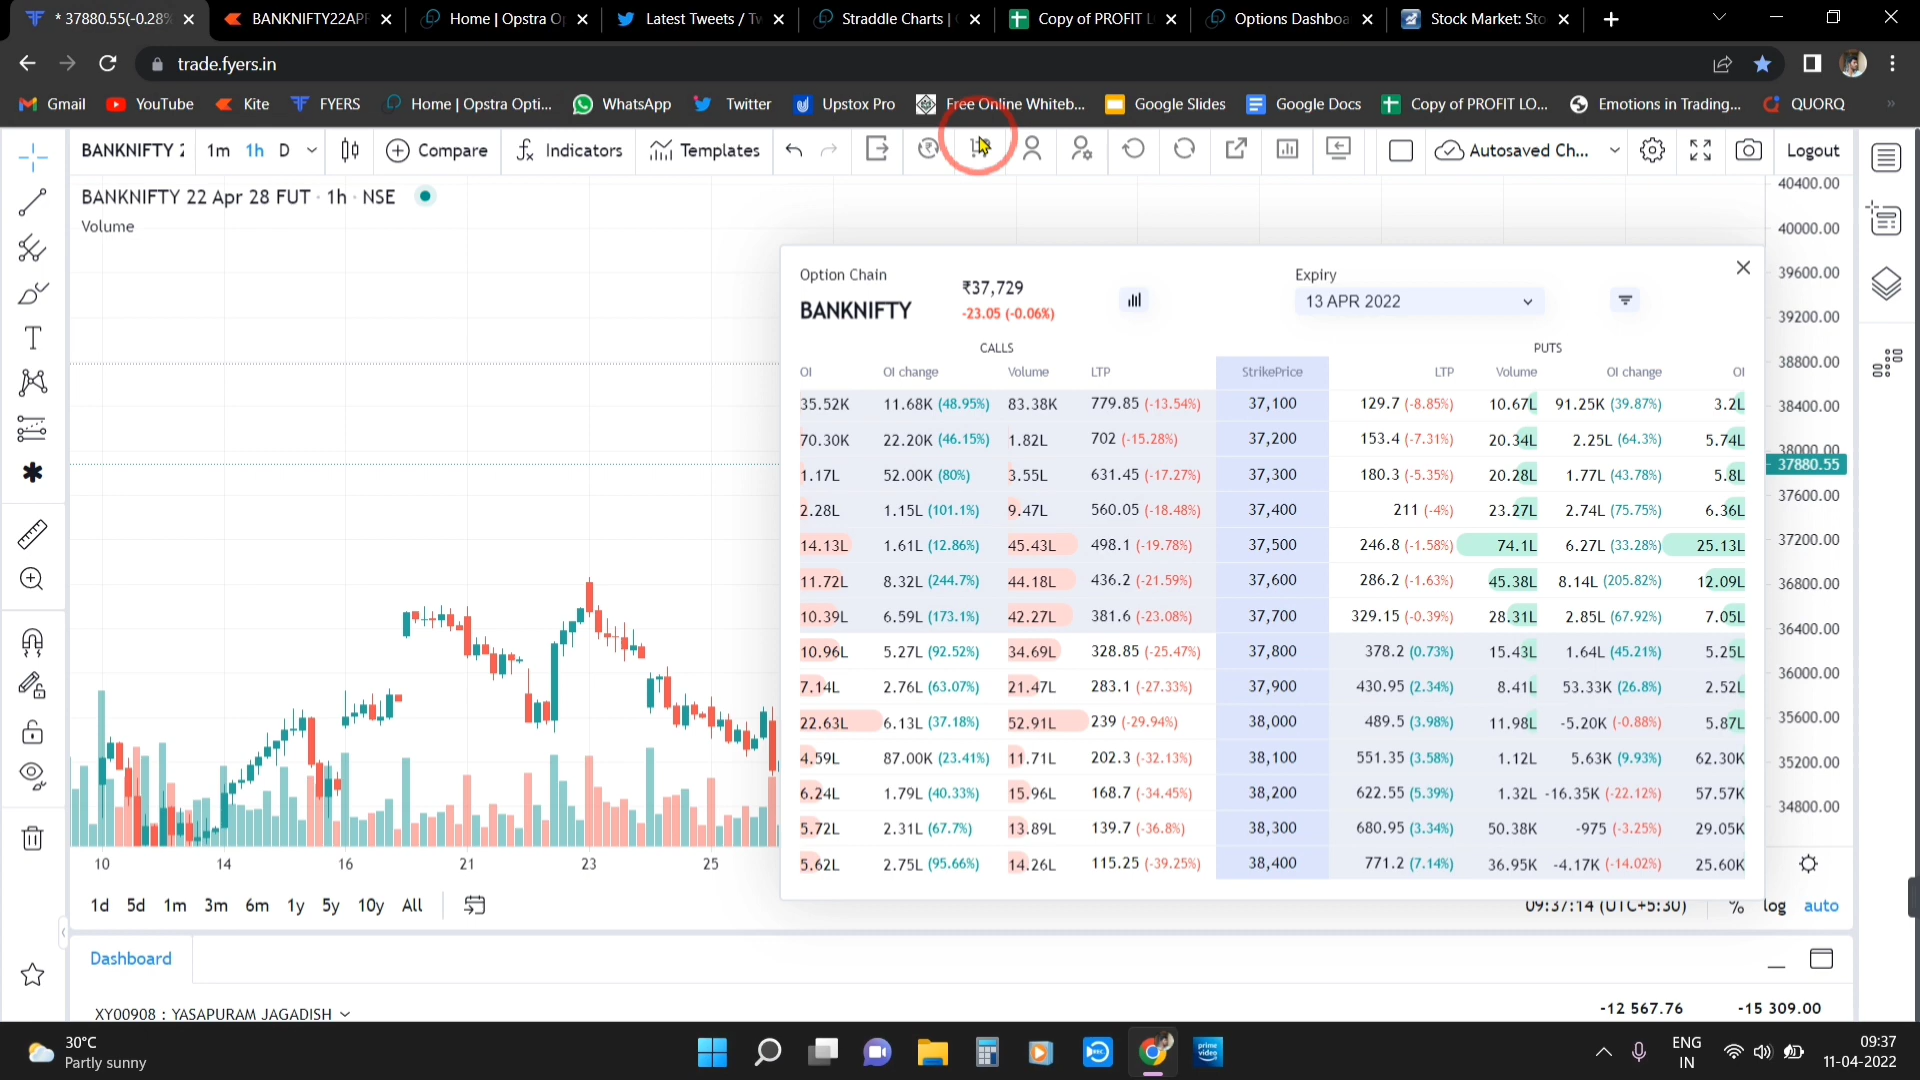 * 37880.55(-0.28%
BANKNIFTY22APR
Home | Opstra O
Latest Tweets / Tw
Straddle Charts |
Copy of PROFIT L
Options Dashboa
Stock Market: Sto
trade.fyers.in
Gmail
YouTube
Kite
FYERS
Home | Opstra Opti...
WhatsApp
Twitter
Upstox Pro
Free Online Whiteb...
Google Slides
Google Docs
Copy of PROFIT LO...
Emotions in Trading...
QUORQ
»
BANKNIFTY 2
1m 1h D
Compare
Indicators
Templates
Autosaved Ch...
Logout
BANKNIFTY 22 Apr 28 FUT · 1h · NSE
Volume
40400.00
40000.00
39600.00
39200.00
38800.00
38400.00
38000.00
37880.55
37600.00
37200.00
36800.00
36400.00
36000.00
35600.00
35200.00
34800.00
Option Chain
BANKNIFTY
₹37,729
-23.05 (-0.06%)
Expiry
13 APR 2022
CALLS PUTS
OI OI change Volume LTP StrikePrice LTP Volume OI change OI
35.52K 11.68K (48.95%) 83.38K 779.85 (-13.54%) 37,100 129.7 (-8.85%) 10.67L 91.25K (39.87%) 3.2L
70.30K 22.20K (46.15%) 1.82L 702 (-15.28%) 37,200 153.4 (-7.31%) 20.34L 2.25L (64.3%) 5.74L
1.17L 52.00K (80%) 3.55L 631.45 (-17.27%) 37,300 180.3 (-5.35%) 20.28L 1.77L (43.78%) 5.8L
2.28L 1.15L (101.1%) 9.47L 560.05 (-18.48%) 37,400 211 (-4%) 23.27L 2.74L (75.75%) 6.36L
14.13L 1.61L (12.86%) 45.43L 498.1 (-19.78%) 37,500 246.8 (-1.58%) 74.1L 6.27L (33.28%) 25.13L
11.72L 8.32L (244.7%) 44.18L 436.2 (-21.59%) 37,600 286.2 (-1.63%) 45.38L 8.14L (205.82%) 12.09L
10.39L 6.59L (173.1%) 42.27L 381.6 (-23.08%) 37,700 329.15 (-0.39%) 28.31L 2.85L (67.92%) 7.05L
10.96L 5.27L (92.52%) 34.69L 328.85 (-25.47%) 37,800 378.2 (0.73%) 15.43L 1.64L (45.21%) 5.25L
7.14L 2.76L (63.07%) 21.47L 283.1 (-27.33%) 37,900 430.95 (2.34%) 8.41L 53.33K (26.8%) 2.52L
22.63L 6.13L (37.18%) 52.91L 239 (-29.94%) 38,000 489.5 (3.98%) 11.98L -5.20K (-0.88%) 5.87L
4.59L 87.00K (23.41%) 11.71L 202.3 (-32.13%) 38,100 551.35 (3.58%) 1.12L 5.63K (9.93%) 62.30K
6.24L 1.79L (40.33%) 15.96L 168.7 (-34.45%) 38,200 622.55 (5.39%) 1.32L -16.35K (-22.12%) 57.57K
5.72L 2.31L (67.7%) 13.89L 139.7 (-36.8%) 38,300 680.95 (3.34%) 50.38K -975 (-3.25%) 29.05K
5.62L 2.75L (95.66%) 14.26L 115.25 (-39.25%) 38,400 771.2 (7.14%) 36.95K -4.17K (-14.02%) 25.60K
10 14 16 21 23 25
1d 5d 1m 3m 6m 1y 5y 10y All
09:37:14 (UTC+5:30) % log auto
Dashboard
XY00908 : YASAPURAM JAGADISH
-12 567.76 -15 309.00
30°C
Partly sunny
prime video
ENG
IN
09:37
11-04-2022